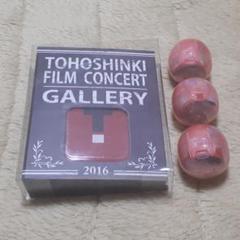 TOHOSHINKI
FILM CONCERT
GALLERY
T
2016